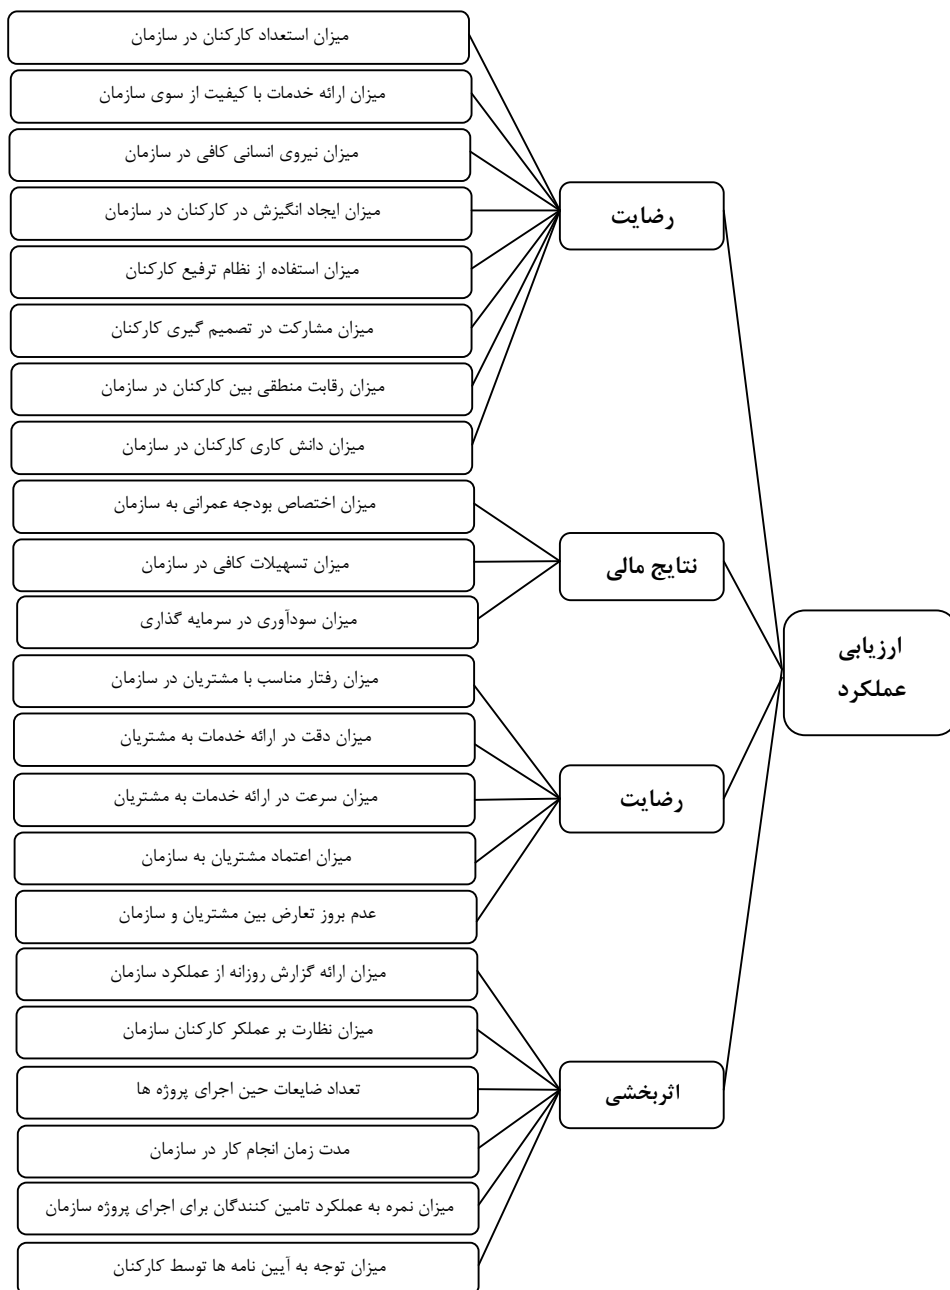 ارزیابی
عملکرد
رضایت
میزان استعداد کارکنان در سازمان
میزان ارائه خدمات با کیفیت از سوی سازمان
میزان نیروی انسانی کافی در سازمان
میزان ایجاد انگیزش در کارکنان در سازمان
میزان استفاده از نظام ترفیع کارکنان
میزان مشارکت در تصمیم گیری کارکنان
میزان رقابت منطقی بین کارکنان در سازمان
میزان دانش کاری کارکنان در سازمان
نتایج مالی
میزان اختصاص بودجه عمرانی به سازمان
میزان تسهیلات کافی در سازمان
میزان سودآوری در سرمایه گذاری
رضایت
میزان رفتار مناسب با مشتریان در سازمان
میزان دقت در ارائه خدمات به مشتریان
میزان سرعت در ارائه خدمات به مشتریان
میزان اعتماد مشتریان به سازمان
عدم بروز تعارض بین مشتریان و سازمان
اثربخشی
میزان ارائه گزارش روزانه از عملکرد سازمان
میزان نظارت بر عملکر کارکنان سازمان
تعداد ضایعات حین اجرای پروژه ها
مدت زمان انجام کار در سازمان
میزان نمره به عملکرد تامین کنندگان برای اجرای پروژه سازمان
میزان توجه به آیین نامه ها توسط کارکنان